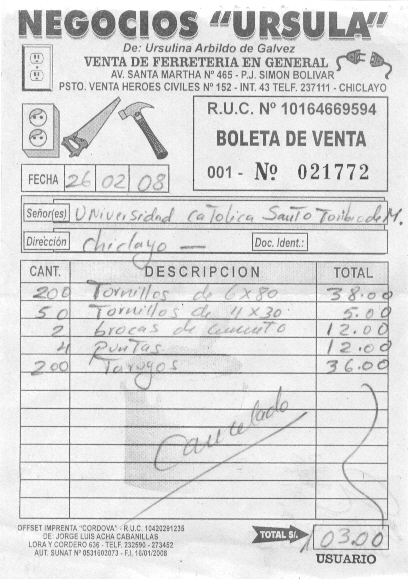 NEGOCIOS "URSULA"
De: Ursulina Arbildo de Galvez
VENTA DE FERRETERIA EN GENERAL
AV. SANTA MARTHA Nº 465 - P.J. SIMON BOLIVAR
PSTO. VENTA HEROES CIVILES Nº 152 - INT. 43 TELF. 237111 - CHICLAYO
R.U.C. Nº 10164669594
BOLETA DE VENTA
001 - Nº 021772
FECHA 26 02 08
Señor(es) Universidad Catolica Santo Toribio de M.
Dirección Chiclayo — Doc. Ident.:
CANT. DESCRIPCION TOTAL
200 Tornillos de 6x80 38.00
50 Tornillos de 4x30 5.00
2 brocas de cemento 12.00
4 puntas 12.00
200 Tarugos 36.00
Cancelado
OFFSET IMPRENTA "CORDOVA" - R.U.C. 10420291235
DE: JORGE LUIS ACHA CABANILLAS
LORA Y CORDERO 636 - TELF. 232590 - 273452
AUT. SUNAT Nº 0531603073 - F.I. 16/01/2008
TOTAL S/. 103.00
USUARIO